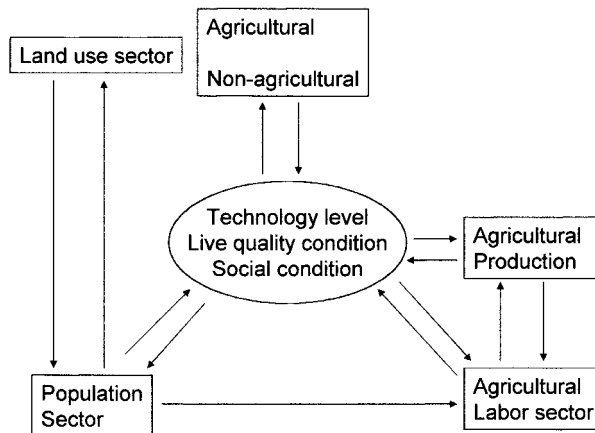 Land use sector
Agricultural
Non-agricultural
Technology level
Live quality condition
Social condition
Agricultural
Production
Population
Sector
Agricultural
Labor sector